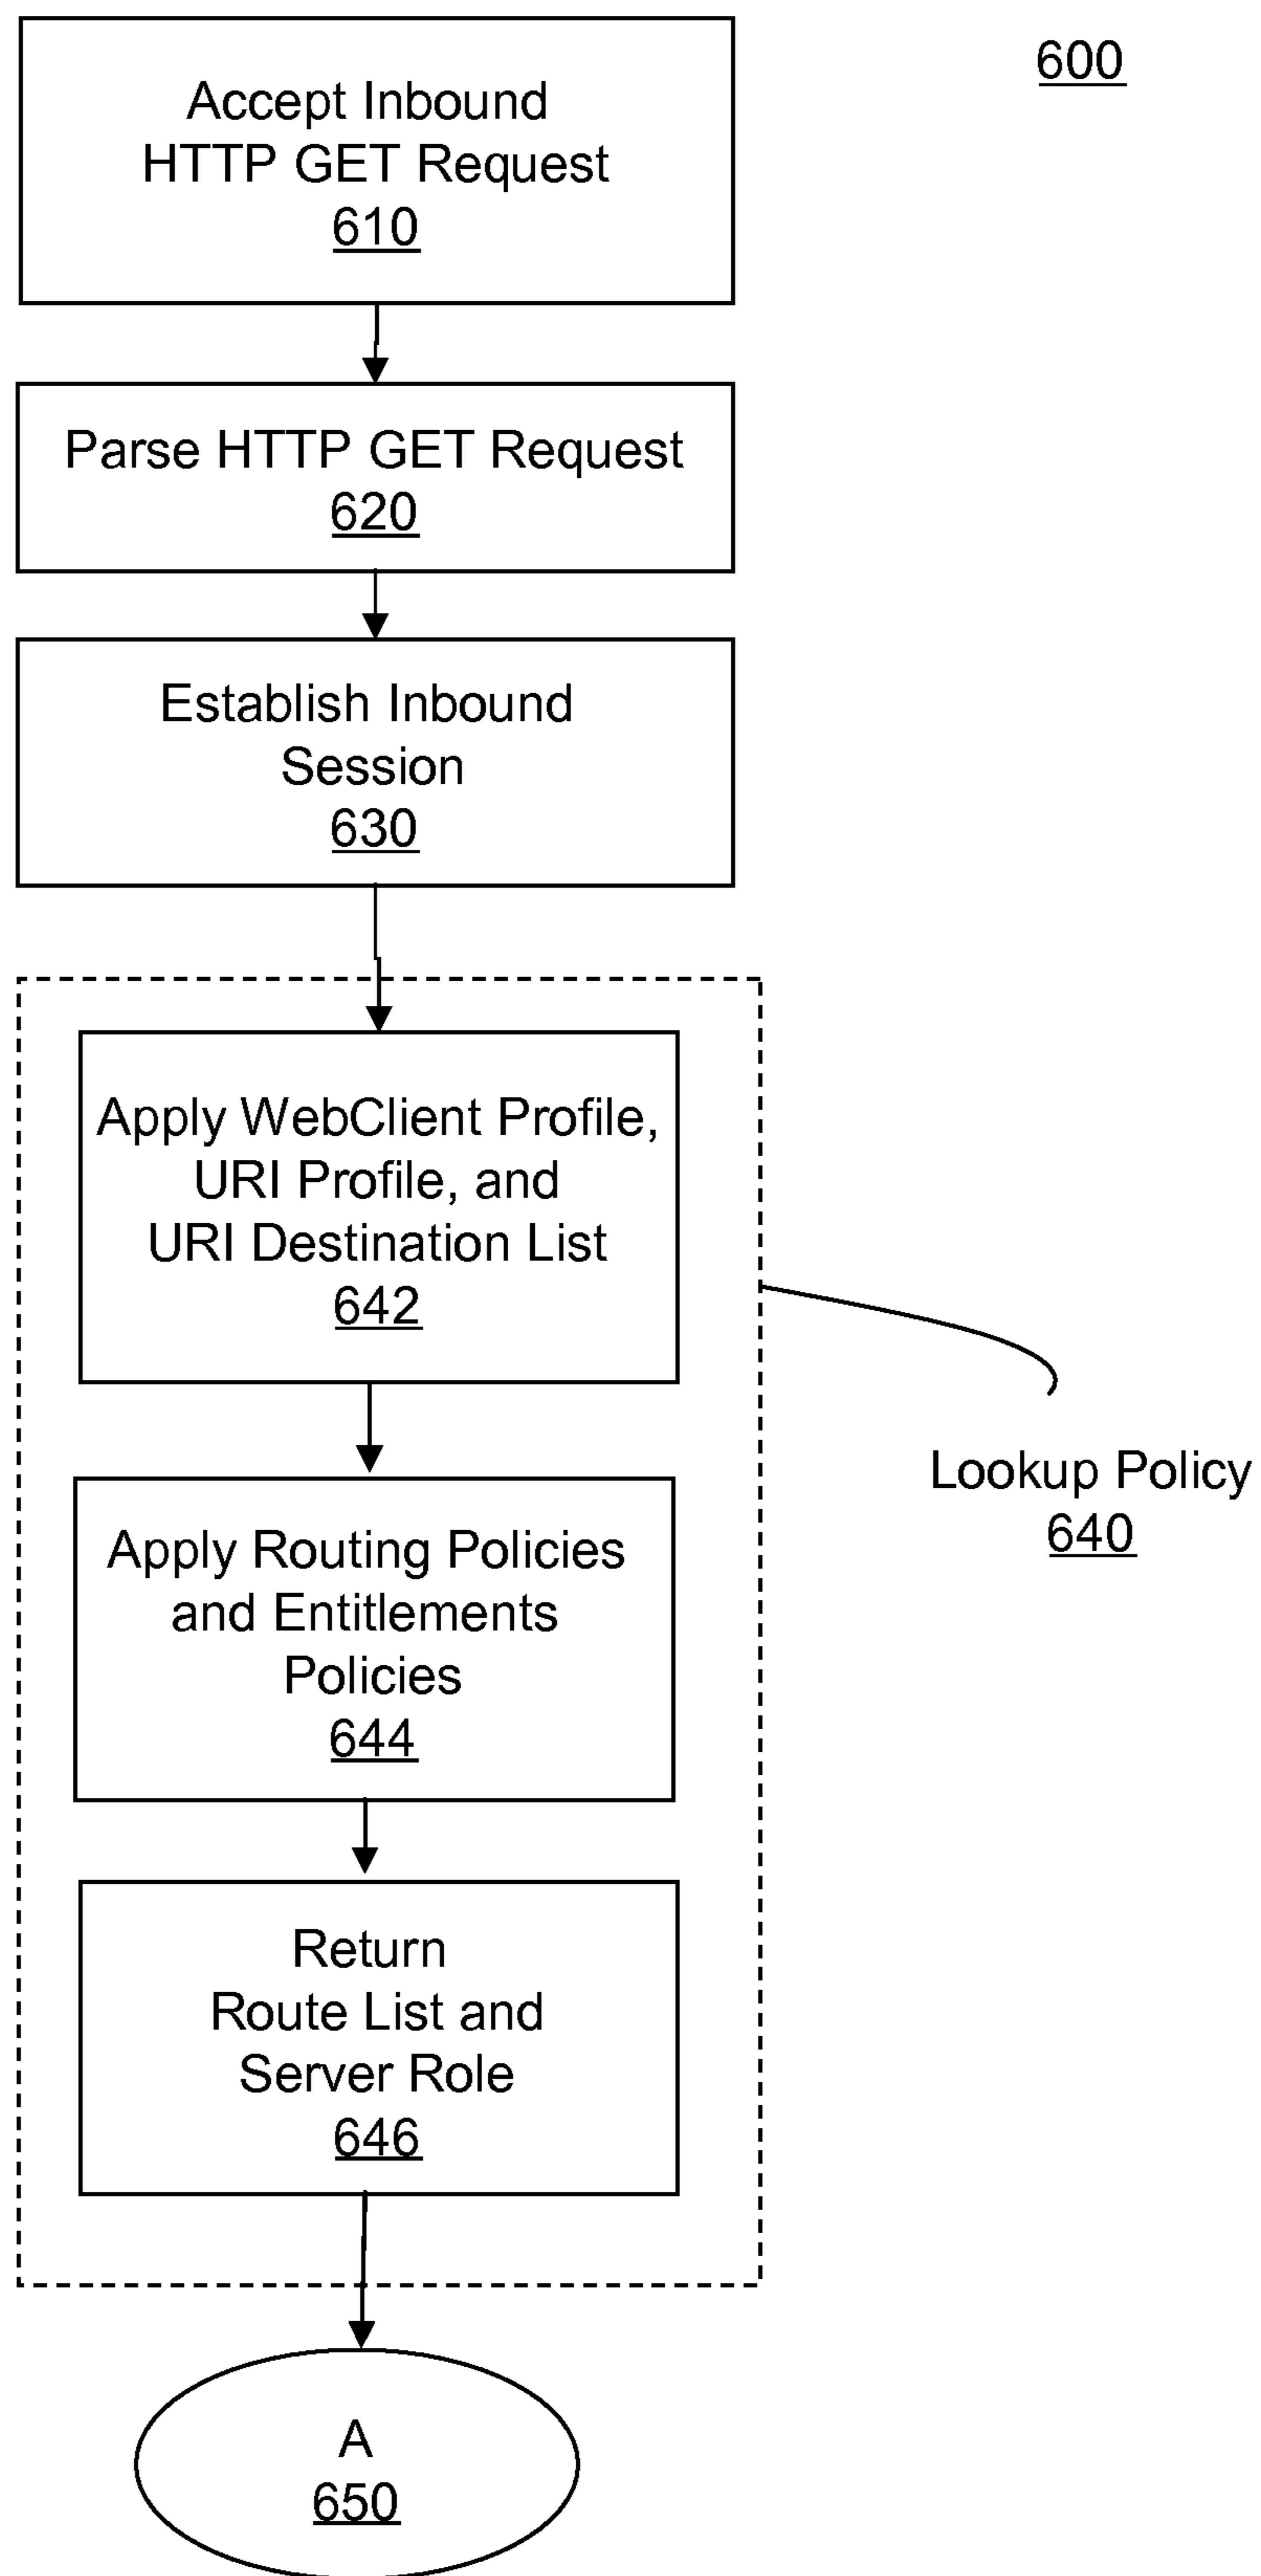 600
Accept Inbound
HTTP GET Request
610
Parse HTTP GET Request
620
Establish Inbound
Session
630
Apply WebClient Profile,
URI Profile, and
URI Destination List
642
Lookup Policy
640
Apply Routing Policies
and Entitlements
Policies
644
Return
Route List and
Server Role
646
A
650